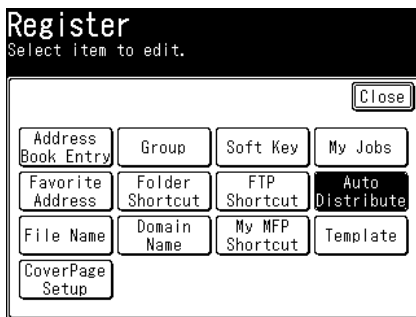 Register
Select item to edit.
Close
Address
Book Entry
Group
Soft Key
My Jobs
Favorite
Address
Folder
Shortcut
FTP
Shortcut
Auto
Distribute
File Name
Domain
Name
My MFP
Shortcut
Template
CoverPage
Setup